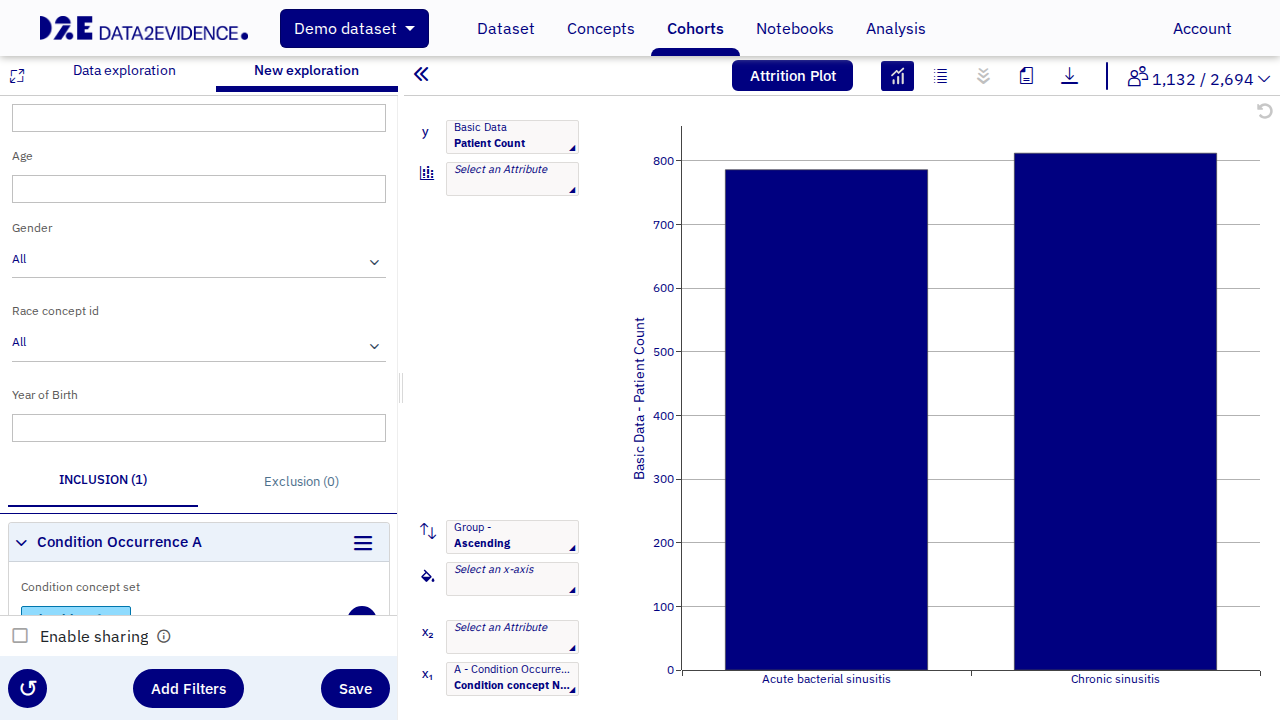 D2E DATA2EVIDENCE
Demo dataset
Dataset
Concepts
Cohorts
Notebooks
Analysis
Account
Data exploration
New exploration
Attrition Plot
1,132 / 2,694
Age
Gender
All
Race concept id
All
Year of Birth
INCLUSION (1)
Exclusion (0)
Condition Occurrence A
Condition concept set
Enable sharing
Add Filters
Save
y
Basic Data
Patient Count
Select an Attribute
Group -
Ascending
Select an x-axis
x₂
Select an Attribute
x₁
A - Condition Occurre...
Condition concept N...
Basic Data - Patient Count
800
700
600
500
400
300
200
100
0
Acute bacterial sinusitis
Chronic sinusitis